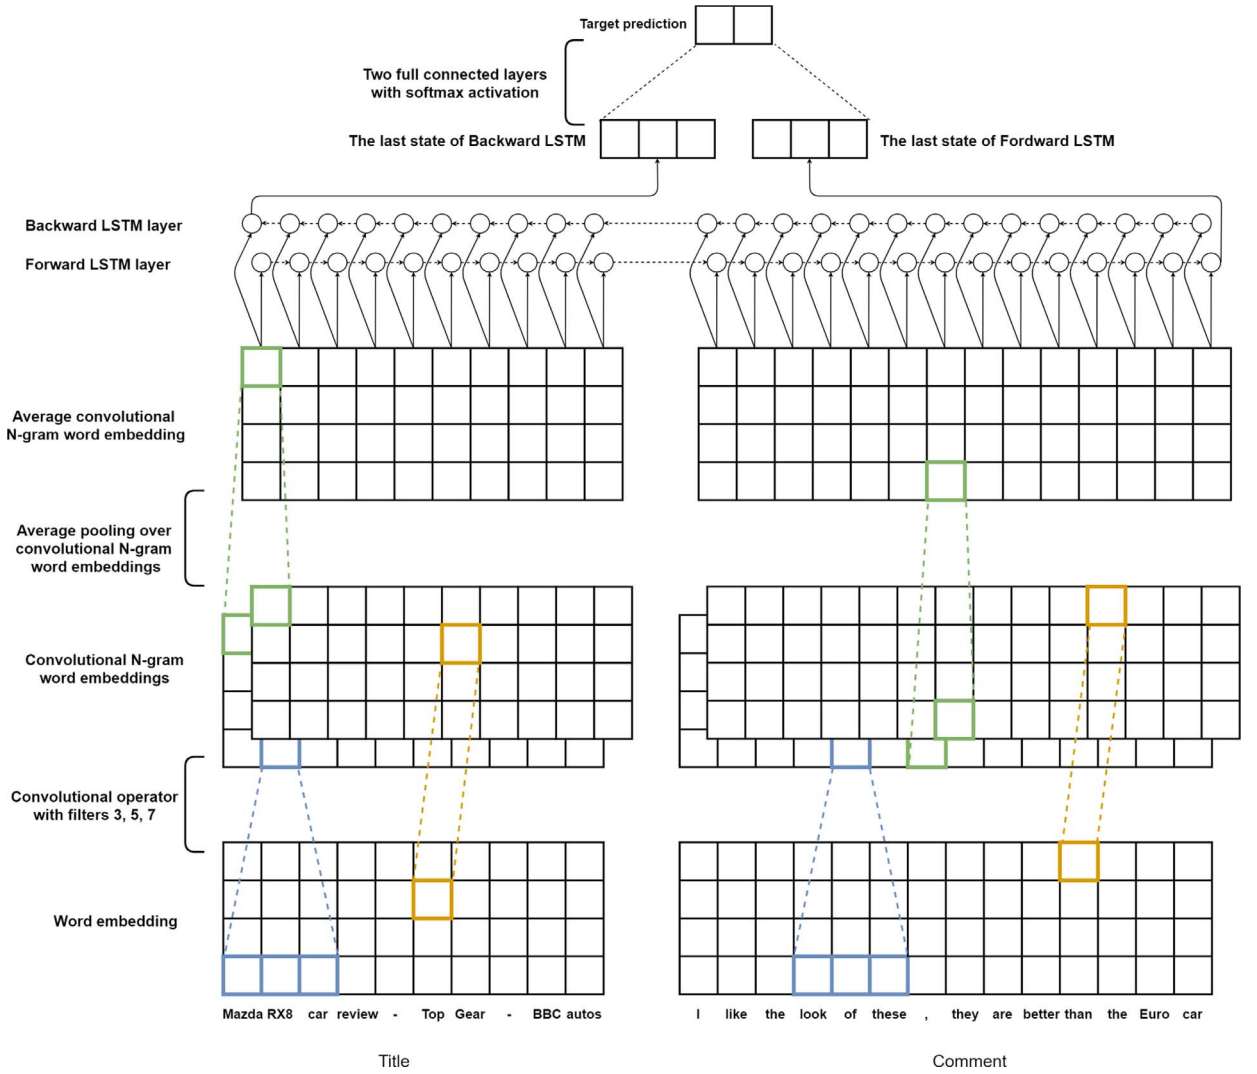 Target prediction
Two full connected layers
with softmax activation
The last state of Backward LSTM
The last state of Fordward LSTM
Backward LSTM layer
Forward LSTM layer
Average convolutional
N-gram word embedding
Average pooling over
convolutional N-gram
word embeddings
Convolutional N-gram
word embeddings
Convolutional operator
with filters 3, 5, 7
Word embedding
Mazda RX8 car review - Top Gear - BBC autos
I like the look of these , they are better than the Euro car
Title
Comment